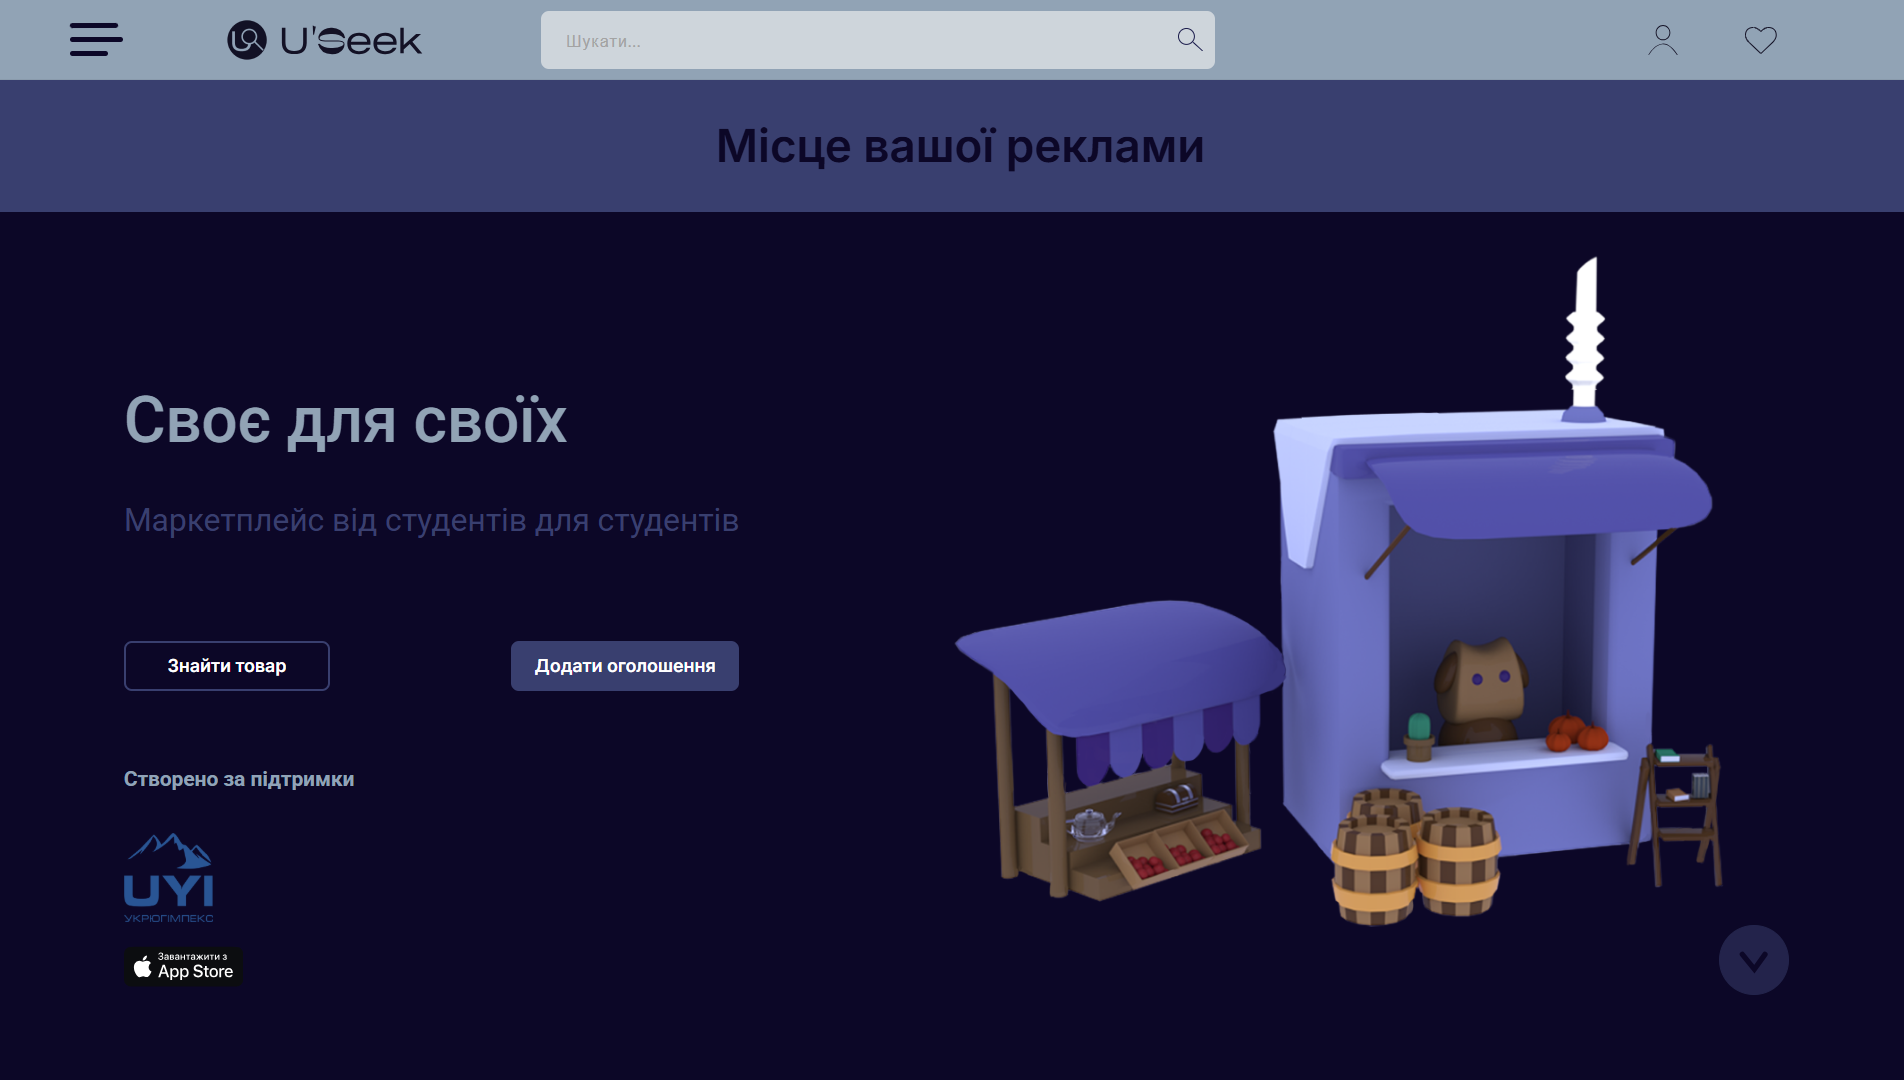 U'Seek
Шукати...
Місце вашої реклами
Своє для своїх
Маркетплейс від студентів для студентів
Знайти товар
Додати оголошення
Створено за підтримки
UYI
УКРЮГІМПЕКС
Завантажити з
App Store